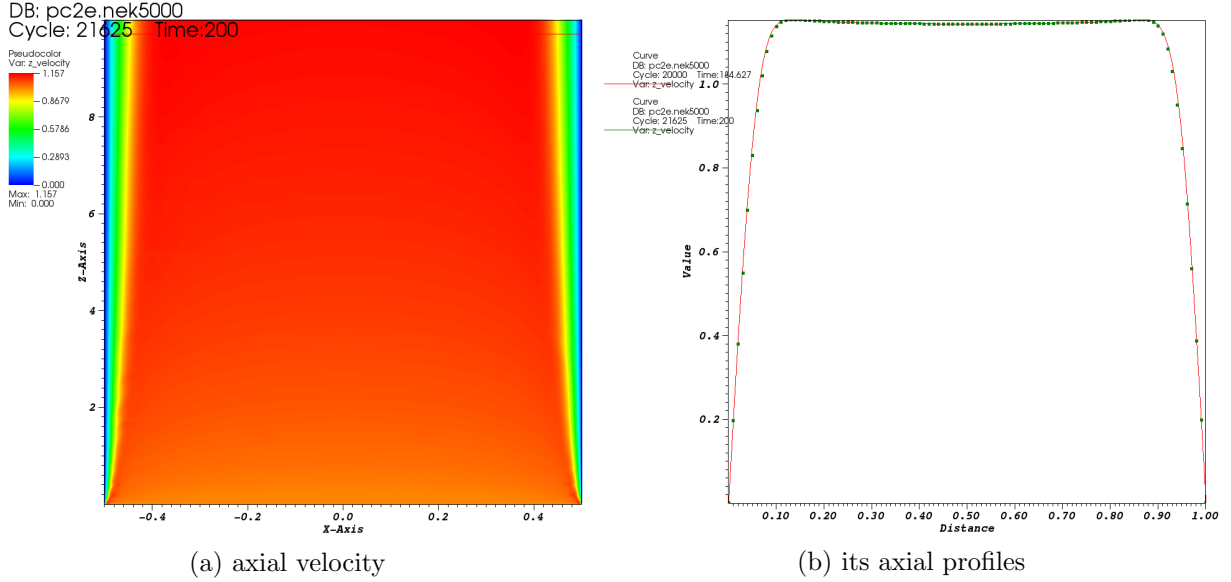 DB: pc2e.nek5000
Cycle: 21625 Time:200
Pseudocolor
Var: z_velocity
1.157
0.8679
0.5786
0.2893
0.000
Max: 1.157
Min: 0.000
8
6
4
2
Z-Axis
-0.4 -0.2 0.0 0.2 0.4
X-Axis
(a) axial velocity
Curve
DB: pc2e.nek5000
Cycle: 20000 Time:184.627
Var: z_velocity
Curve
DB: pc2e.nek5000
Cycle: 21625 Time:200
Var: z_velocity
1.0
0.8
0.6
0.4
0.2
Value
0.10 0.20 0.30 0.40 0.50 0.60 0.70 0.80 0.90 1.00
Distance
(b) its axial profiles